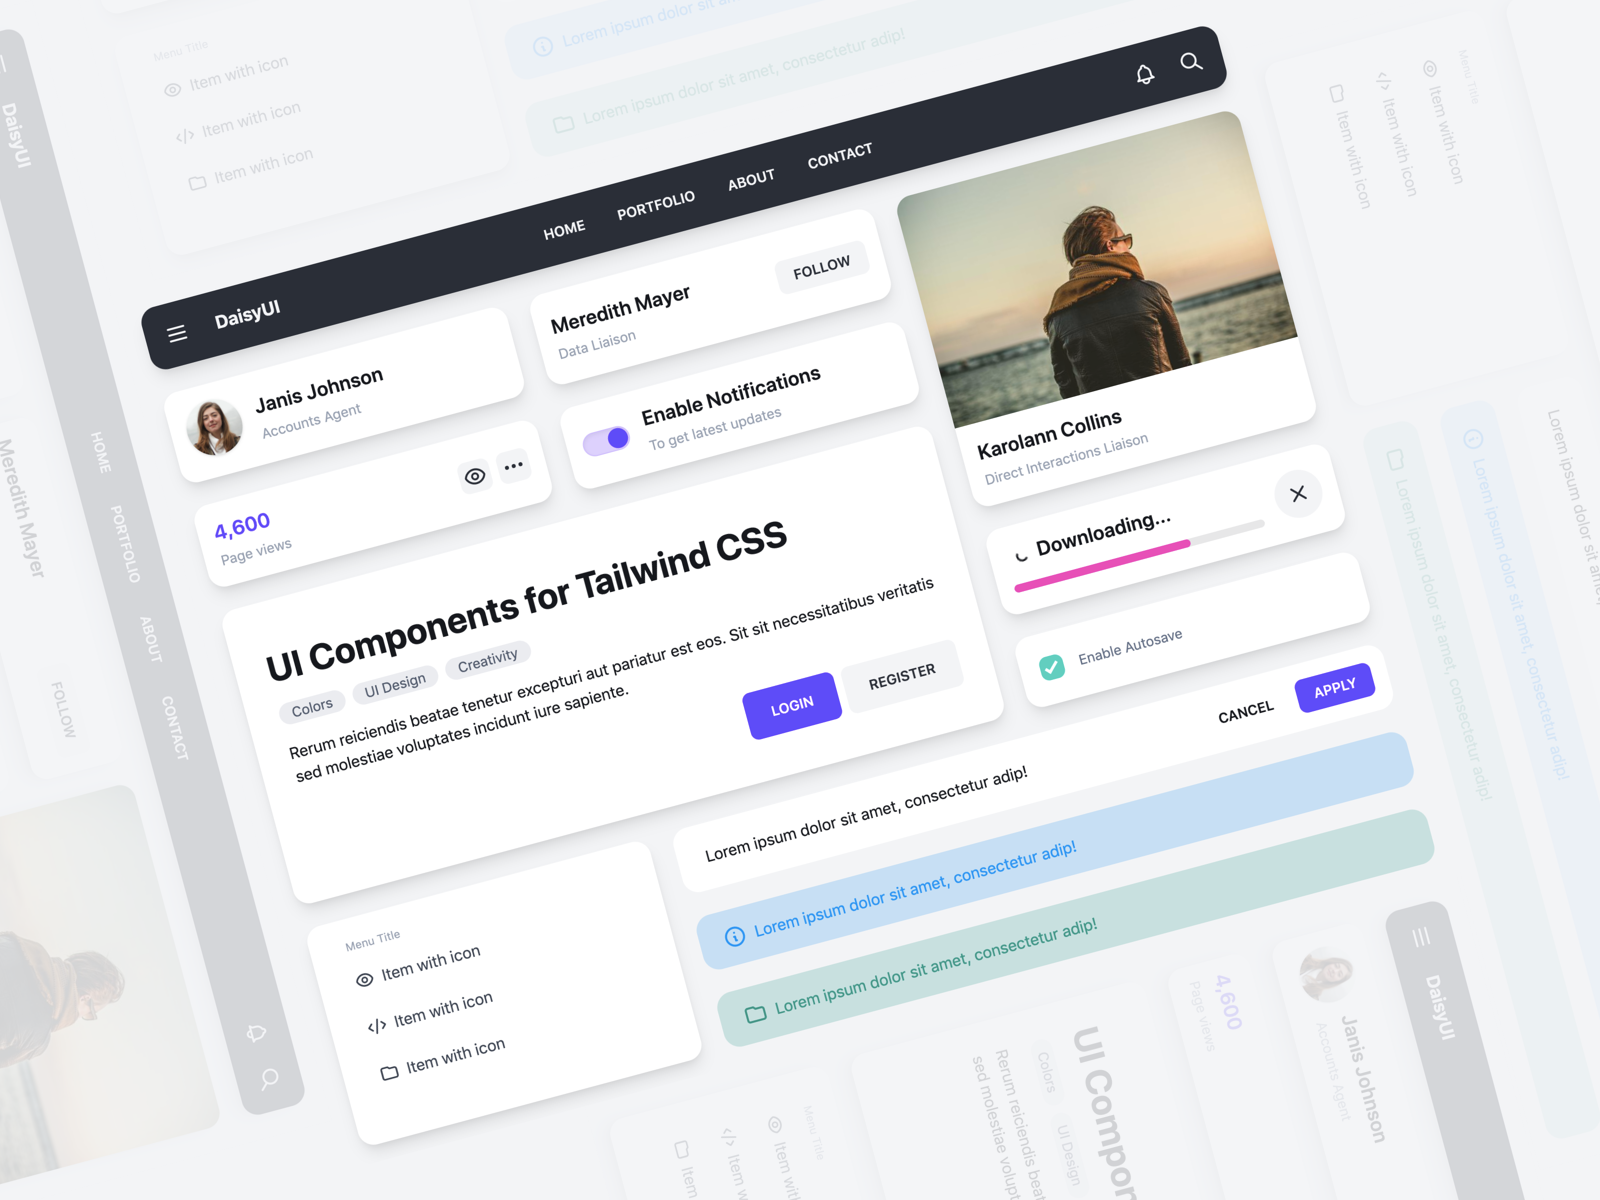 DaisyUI
HOME
PORTFOLIO
ABOUT
CONTACT
Janis Johnson
Accounts Agent
Meredith Mayer
Data Liaison
FOLLOW
4,600
Page views
Enable Notifications
To get latest updates
Karolann Collins
Direct Interactions Liaison
UI Components for Tailwind CSS
Colors
UI Design
Creativity
Rerum reiciendis beatae tenetur excepturi aut pariatur est eos. Sit sit necessitatibus veritatis
sed molestiae voluptates incidunt iure sapiente.
LOGIN
REGISTER
Downloading...
Enable Autosave
Lorem ipsum dolor sit amet, consectetur adip!
CANCEL
APPLY
Lorem ipsum dolor sit amet, consectetur adip!
Lorem ipsum dolor sit amet, consectetur adip!
Menu Title
Item with icon
Item with icon
Item with icon
Menu Title
Item with icon
Item with icon
Item with icon
Lorem ipsum dolor sit am
Lorem ipsum dolor sit amet, consectetur adip!
DaisyUI
HOME
PORTFOLIO
ABOUT
CONTACT
Meredith Mayer
FOLLOW
Menu Title
Item with icon
Item with icon
Item with icon
Lorem ipsum dolor sit amet,
Lorem ipsum dolor sit amet, consectetur adip!
Lorem ipsum dolor sit amet, consectetur adip!
DaisyUI
Janis Johnson
Accounts Agent
4,600
Page views
UI Compon
Colors
UI Design
Rerum reiciendis beat
sed molestiae volupt
Menu Title
Item with
Item w
Item